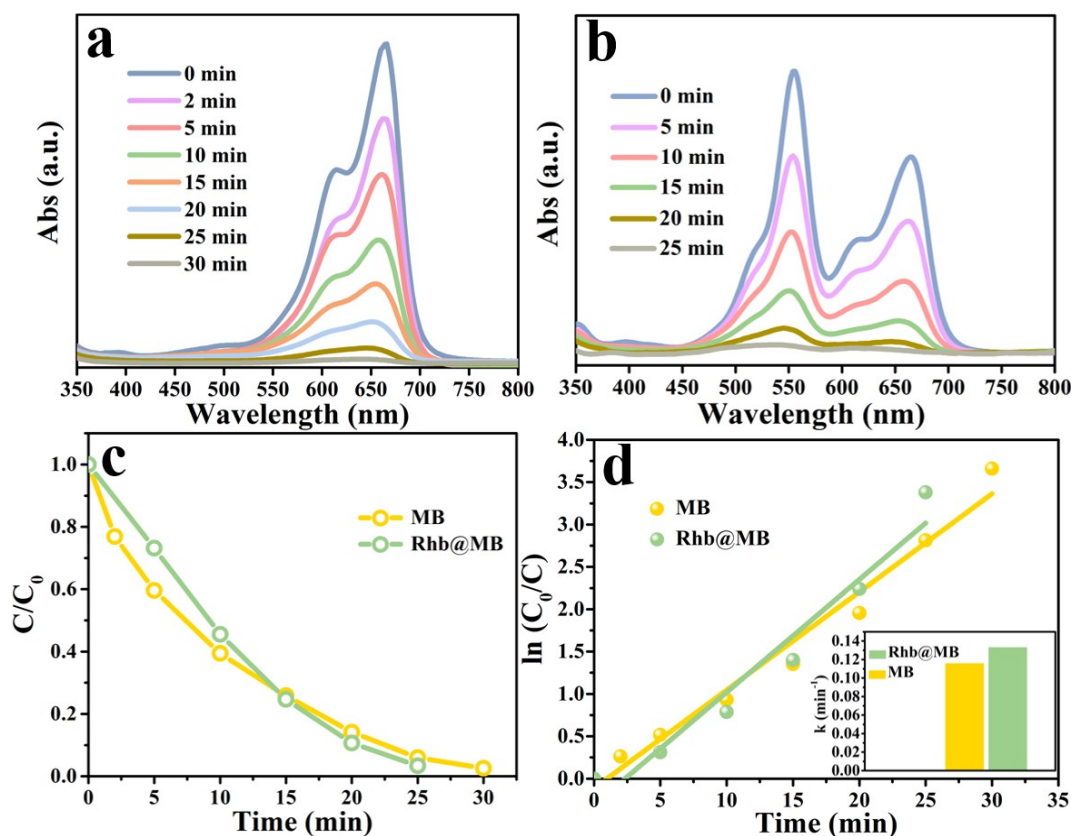 a
0 min
2 min
5 min
10 min
15 min
20 min
25 min
30 min
Abs (a.u.)
350 400 450 500 550 600 650 700 750 800
Wavelength (nm)
b
0 min
5 min
10 min
15 min
20 min
25 min
Abs (a.u.)
350 400 450 500 550 600 650 700 750 800
Wavelength (nm)
c
MB
Rhb@MB
C/C₀
1.0
0.8
0.6
0.4
0.2
0.0
0 5 10 15 20 25 30
Time (min)
d
MB
Rhb@MB
ln (C₀/C)
4.0
3.5
3.0
2.5
2.0
1.5
1.0
0.5
0.0
0 5 10 15 20 25 30 35
Time (min)
Rhb@MB
MB
k (min⁻¹)
0.14
0.12
0.10
0.08
0.06
0.04
0.02
0.00